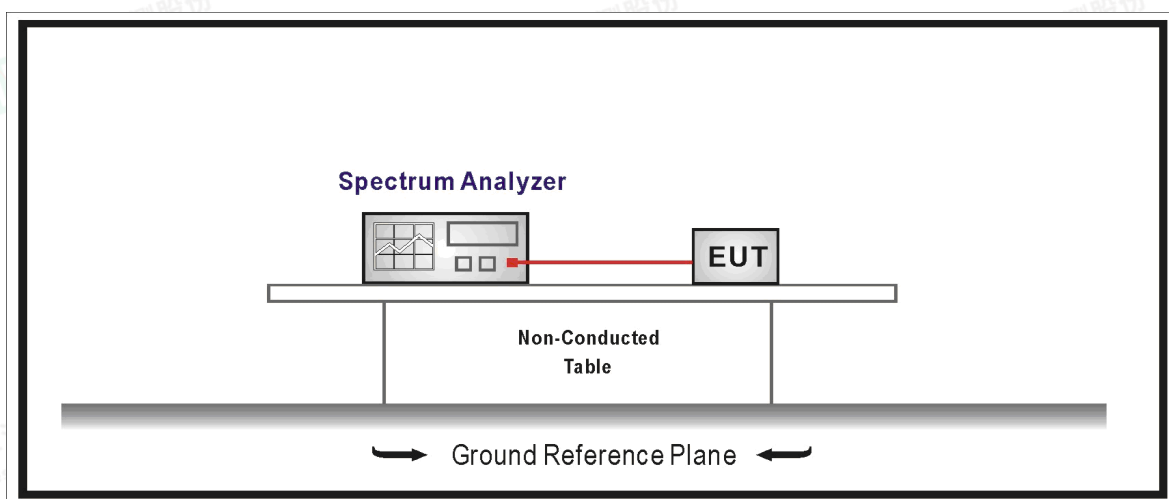 Spectrum Analyzer
EUT
Non-Conducted
Table
Ground Reference Plane